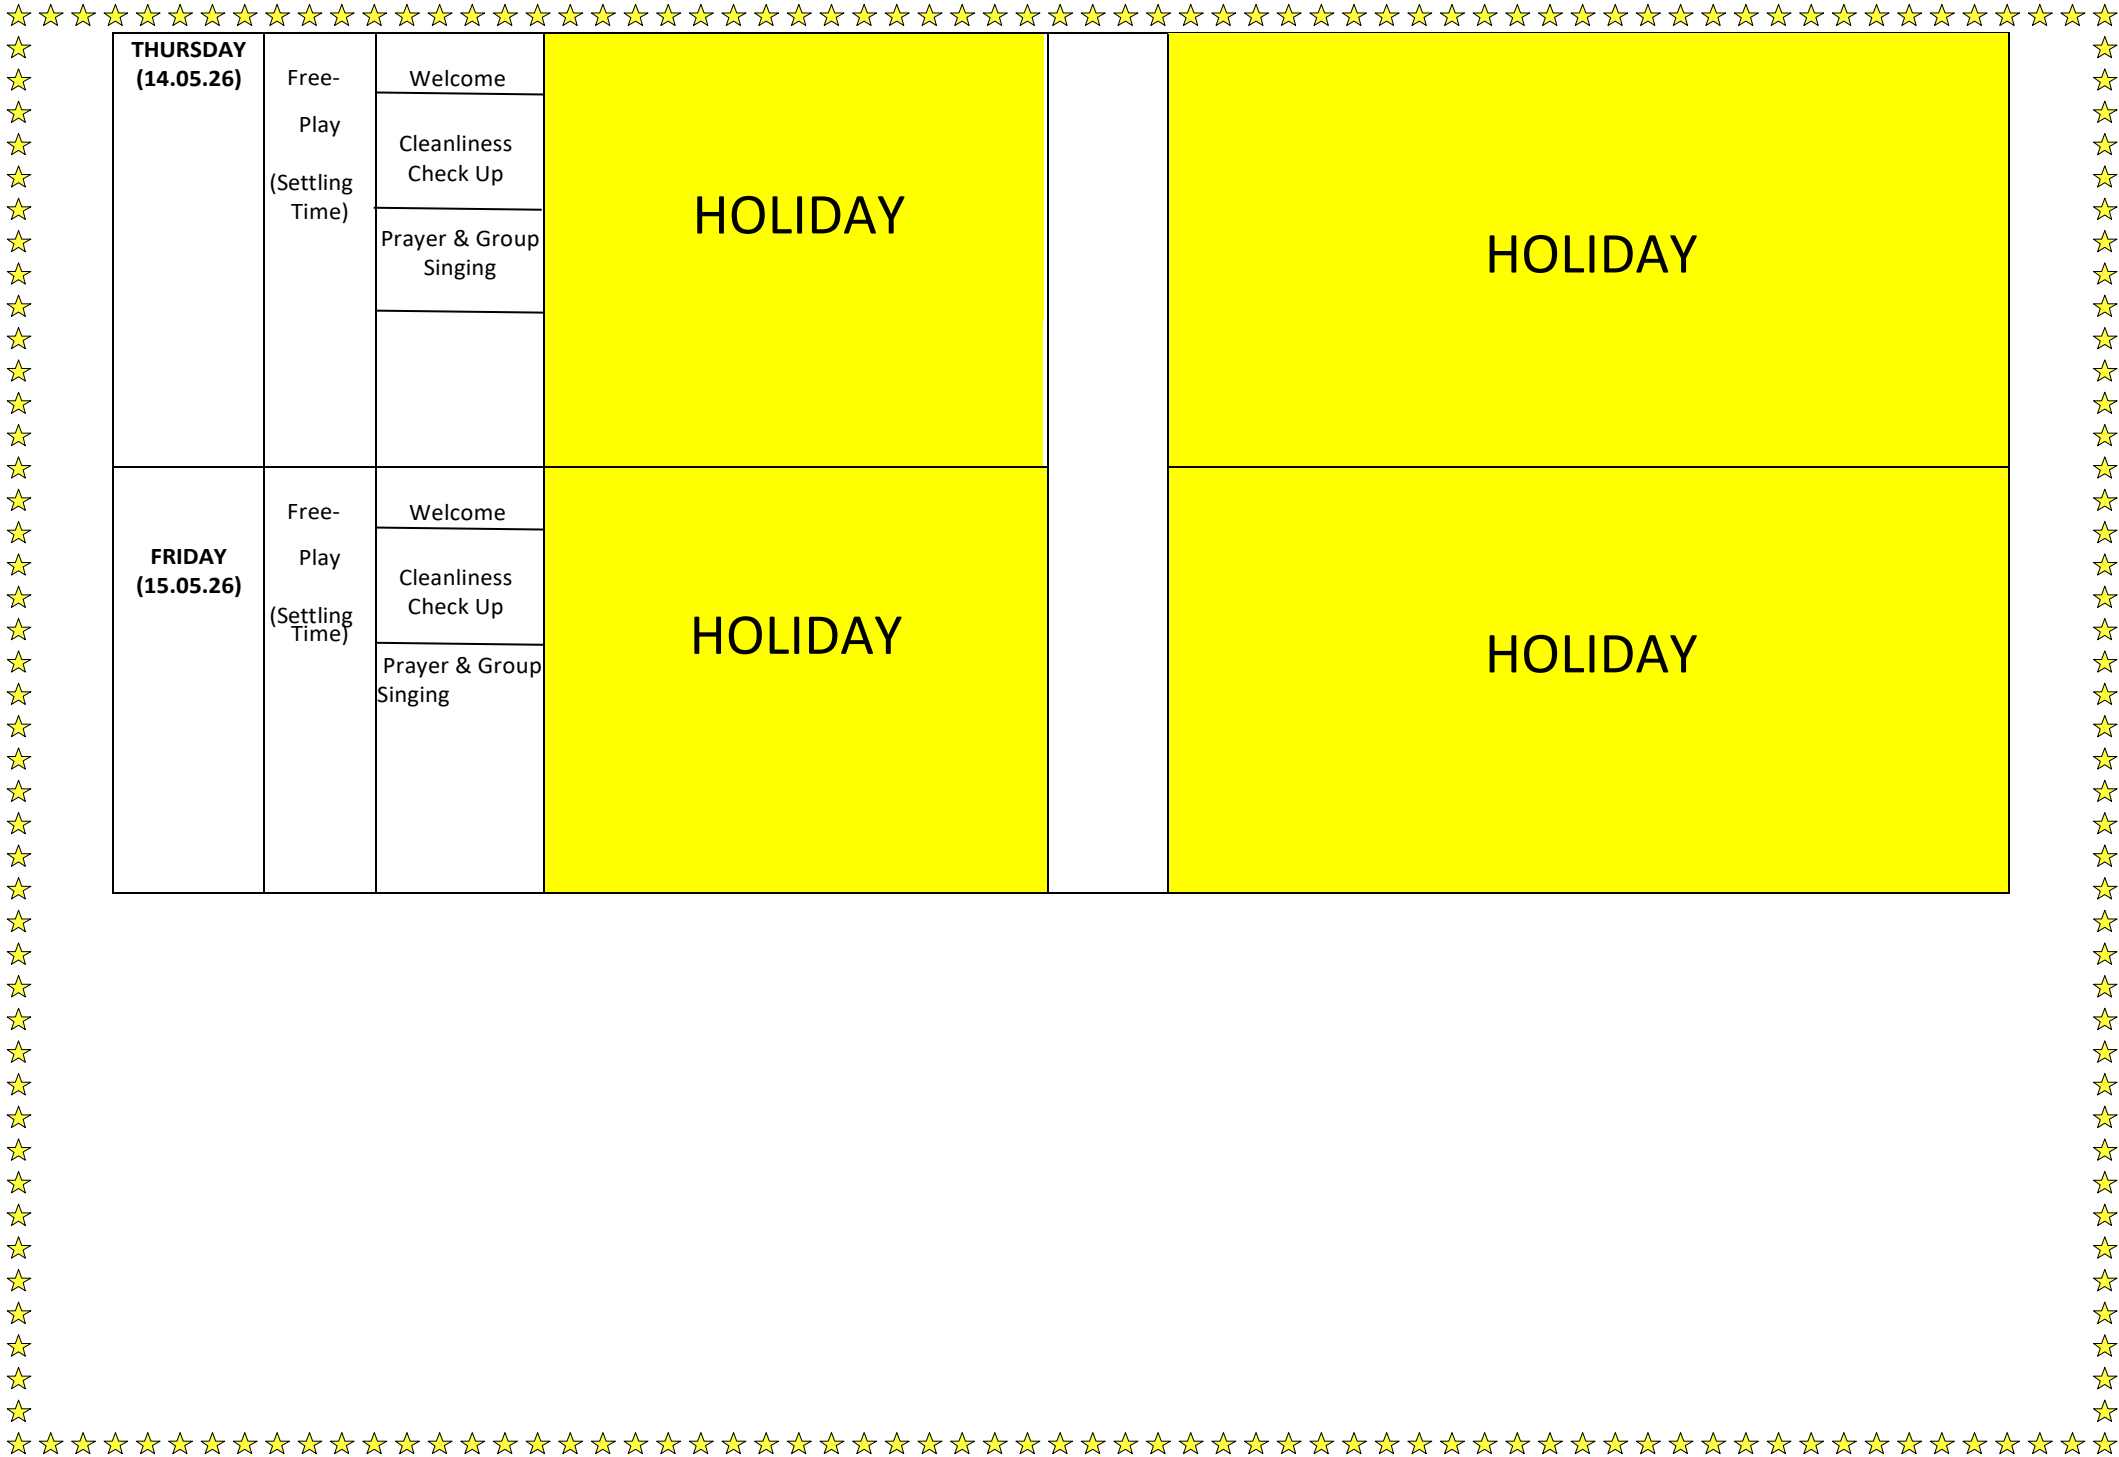 THURSDAY
(14.05.26)
Free-
Play
(Settling
Time)
Welcome
Cleanliness
Check Up
Prayer & Group
Singing
HOLIDAY
HOLIDAY
FRIDAY
(15.05.26)
Free-
Play
(Settling
Time)
Welcome
Cleanliness
Check Up
Prayer & Group
Singing
HOLIDAY
HOLIDAY